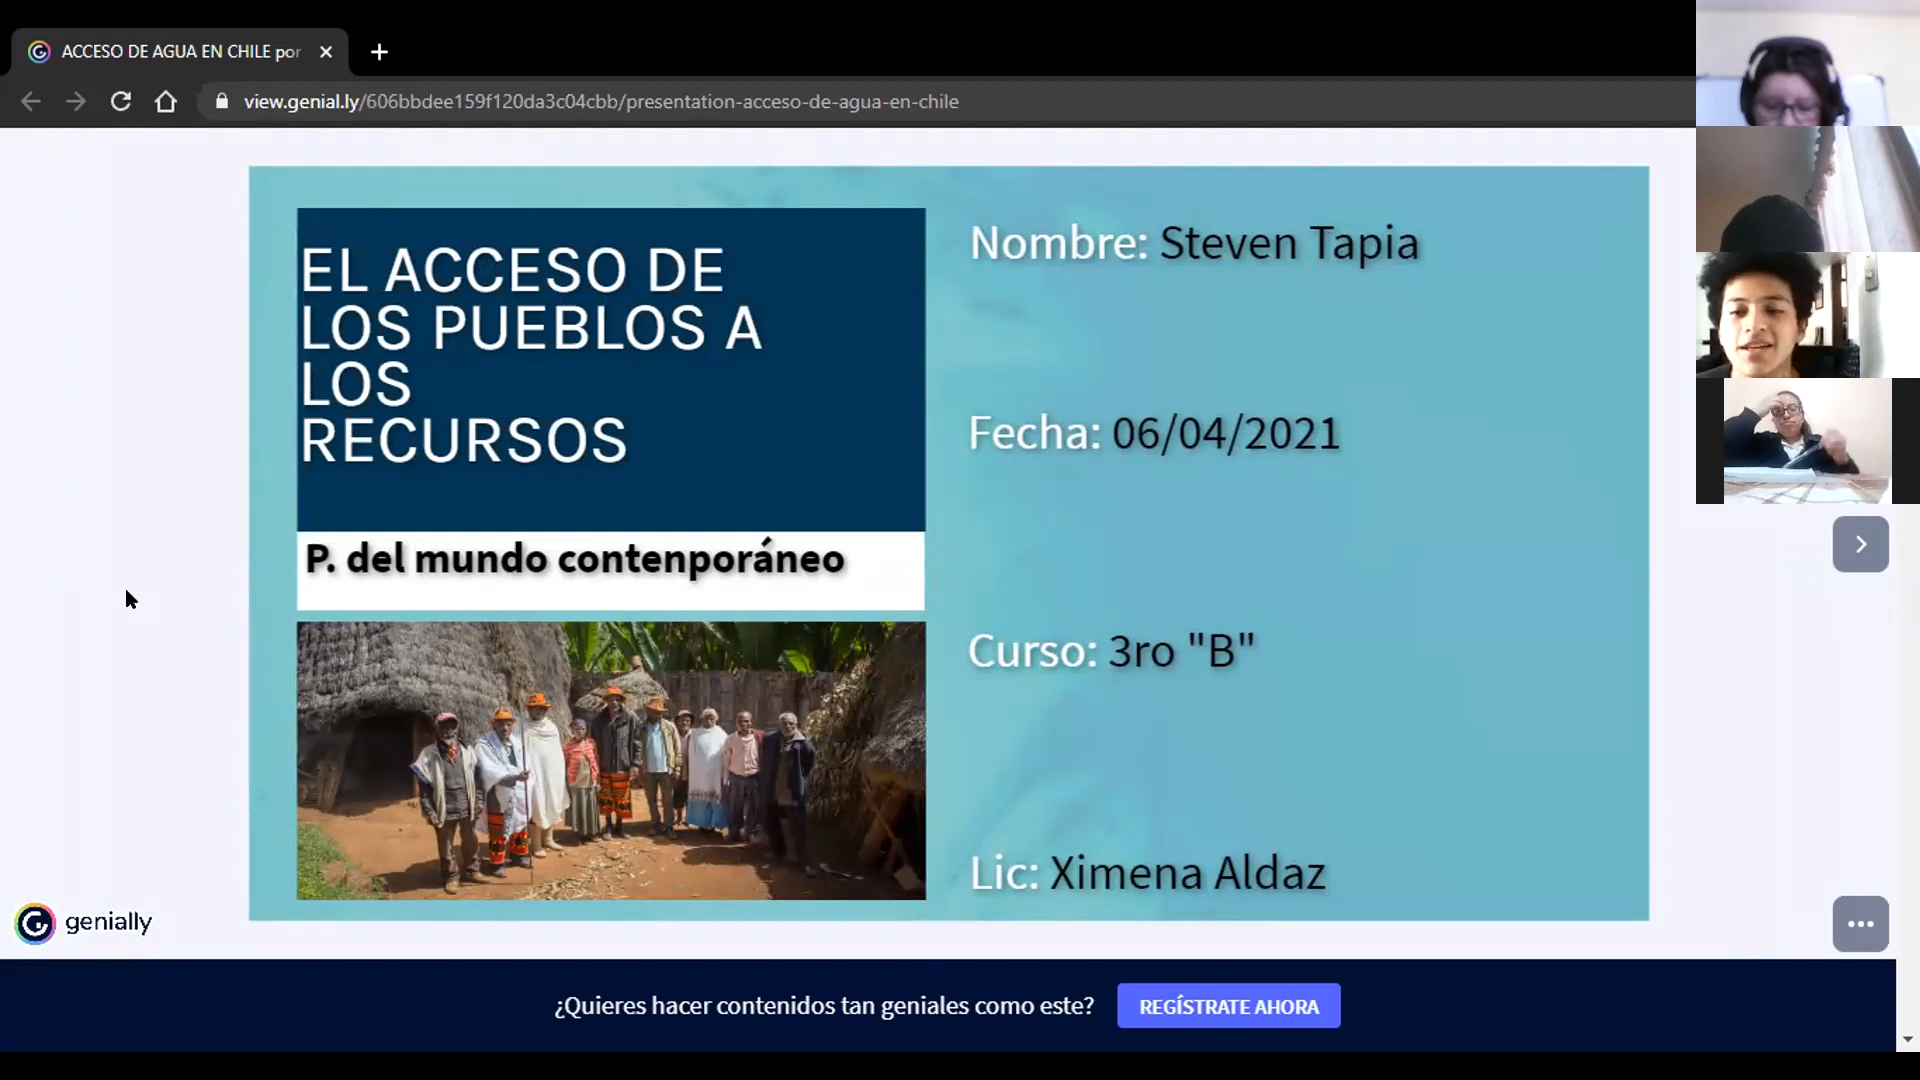 ACCESO DE AGUA EN CHILE por
view.genial.ly/606bbdee159f120da3c04cbb/presentation-acceso-de-agua-en-chile
EL ACCESO DE
LOS PUEBLOS A
LOS
RECURSOS
P. del mundo contenporáneo
Nombre: Steven Tapia
Fecha: 06/04/2021
Curso: 3ro "B"
Lic: Ximena Aldaz
genially
¿Quieres hacer contenidos tan geniales como este?
REGÍSTRATE AHORA